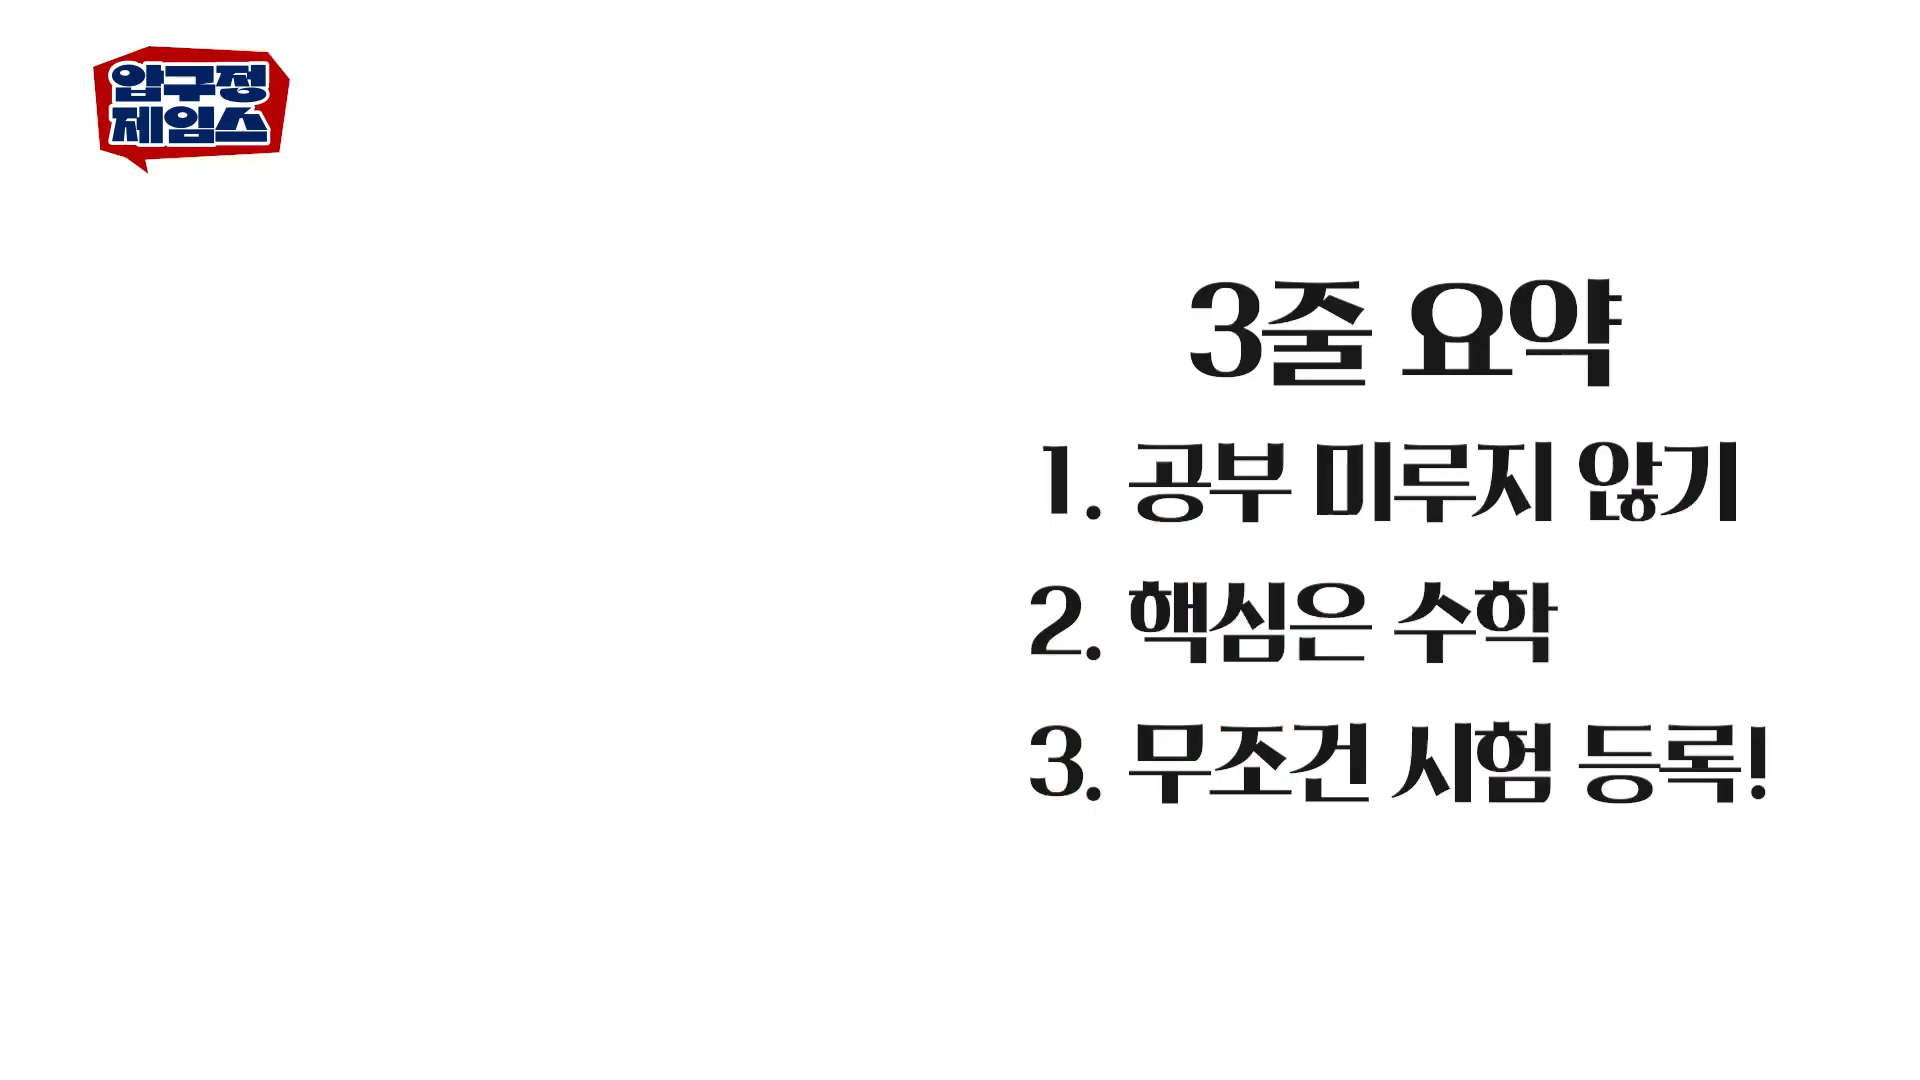 압구정
제임스
3줄 요약
1. 공부 미루지 않기
2. 핵심은 수학
3. 무조건 시험 등록!